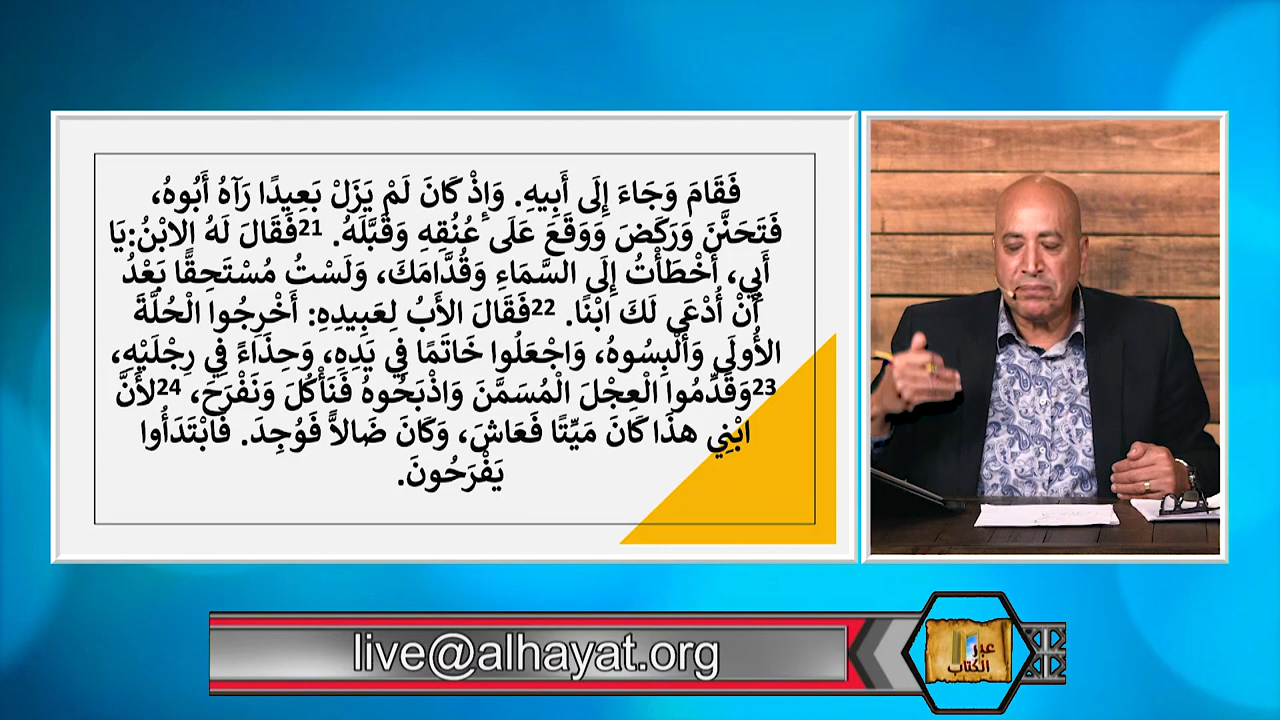 فَقَامَ وَجَاءَ إِلَى أَبِيهِ. وَإِذْ كَانَ لَمْ يَزَلْ بَعِيدًا رَآهُ أَبُوهُ،
فَتَحَنَّنَ وَرَكَضَ وَوَقَعَ عَلَى عُنُقِهِ وَقَبَّلَهُ. 21فَقَالَ لَهُ الابْنُ:يَا
أَبِي، أَخْطَأْتُ إِلَى السَّمَاءِ وَقُدَّامَكَ، وَلَسْتُ مُسْتَحِقًّا بَعْدُ
أَنْ أُدْعَى لَكَ ابْنًا. 22فَقَالَ الأَبُ لِعَبِيدِهِ: أَخْرِجُوا الْحُلَّةَ
الأُولَى وَأَلْبِسُوهُ، وَاجْعَلُوا خَاتَمًا فِي يَدِهِ، وَحِذَاءً فِي رِجْلَيْهِ،
23وَقَدِّمُوا الْعِجْلَ الْمُسَمَّنَ وَاذْبَحُوهُ فَنَأْكُلَ وَنَفْرَحَ، 24لأَنَّ
ابْنِي هذَا كَانَ مَيِّتًا فَعَاشَ، وَكَانَ ضَالاًّ فَوُجِدَ. فَابْتَدَأُوا
يَفْرَحُونَ.
live@alhayat.org
عبر
الكتاب